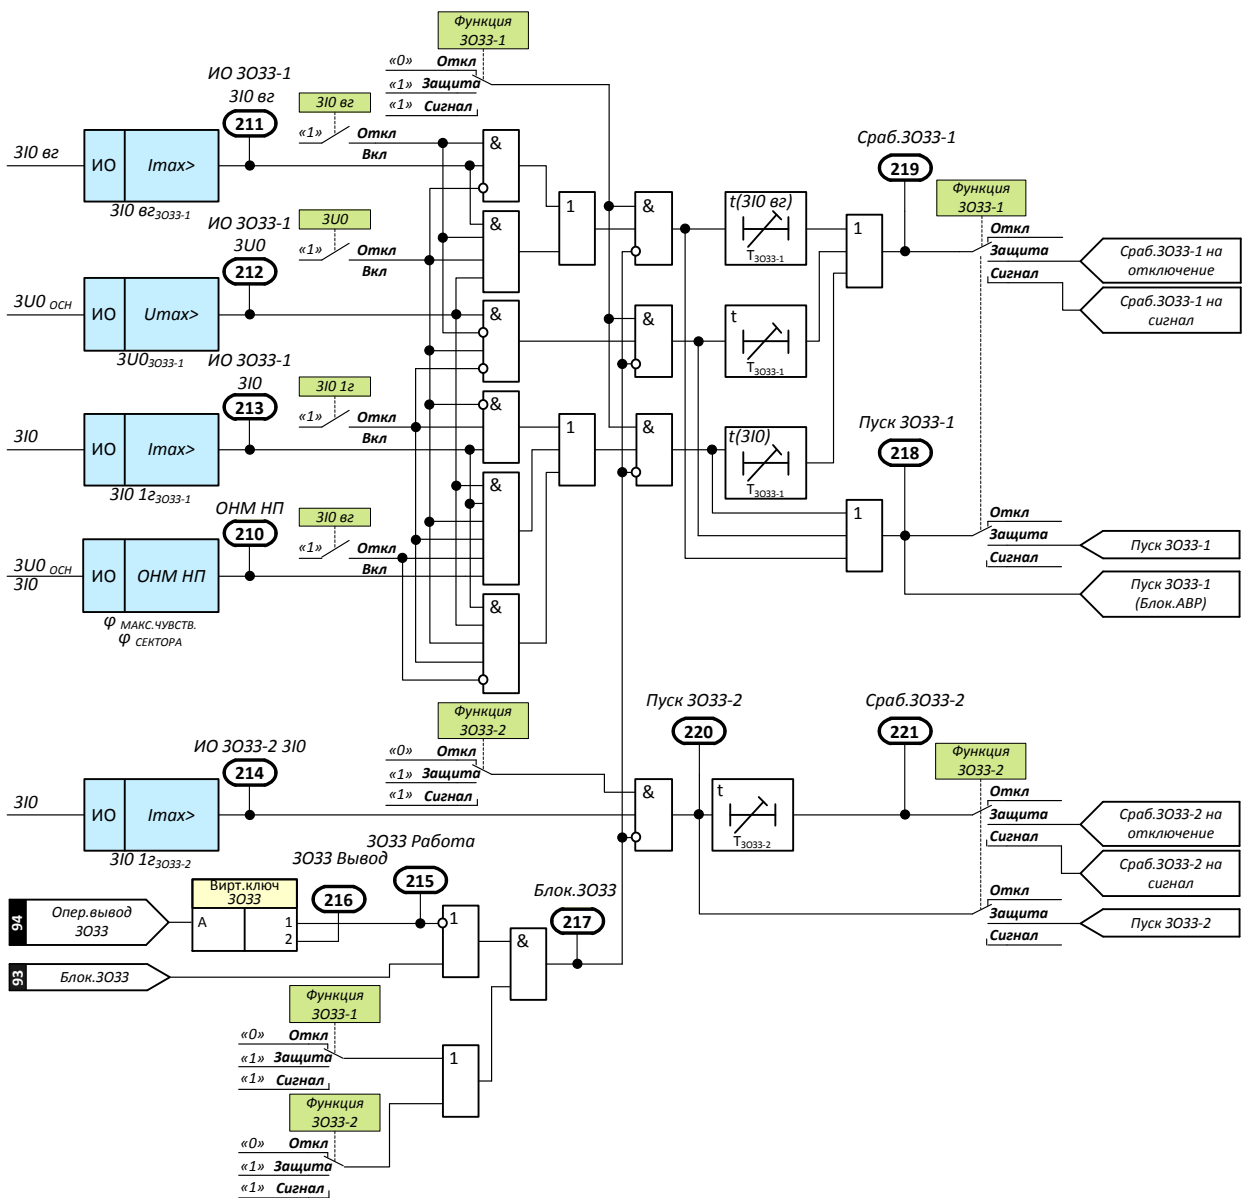 Функция
ЗОЗЗ-1
«0» Откл
«1» Защита
«1» Сигнал
ИО ЗОЗЗ-1
3I0 вг
211
3I0 вг
«1» Откл
Вкл
3I0 вг
ИО Imax>
3I0 вгЗОЗЗ-1
&
ИО ЗОЗЗ-1
3U0
212
3U0
«1» Откл
Вкл
3U0 ОСН
ИО Umax>
3U0ЗОЗЗ-1
&
1
&
ИО ЗОЗЗ-1
3I0
213
3I0 1г
«1» Откл
Вкл
3I0
ИО Imax>
3I0 1гЗОЗЗ-1
&
1
&
ОНМ НП
210
3I0 вг
«1» Откл
Вкл
3U0 ОСН
3I0
ИО ОНМ НП
φ МАКС.ЧУВСТВ.
φ СЕКТОРА
&
&
t(3I0 вг)
TЗОЗЗ-1
&
t
TЗОЗЗ-1
&
t(3I0)
TЗОЗЗ-1
1
Сраб.ЗОЗЗ-1
219
Функция
ЗОЗЗ-1
Откл
Защита
Сигнал
Сраб.ЗОЗЗ-1 на
отключение
Сраб.ЗОЗЗ-1 на
сигнал
1
Пуск ЗОЗЗ-1
218
Откл
Защита
Сигнал
Пуск ЗОЗЗ-1
Пуск ЗОЗЗ-1
(Блок.АВР)
Функция
ЗОЗЗ-2
«0» Откл
«1» Защита
«1» Сигнал
ИО ЗОЗЗ-2 3I0
214
3I0
ИО Imax>
3I0 1гЗОЗЗ-2
&
Пуск ЗОЗЗ-2
220
t
TЗОЗЗ-2
Сраб.ЗОЗЗ-2
221
Функция
ЗОЗЗ-2
Откл
Защита
Сигнал
Сраб.ЗОЗЗ-2 на
отключение
Сраб.ЗОЗЗ-2 на
сигнал
Откл
Защита
Сигнал
Пуск ЗОЗЗ-2
94
Опер.вывод
ЗОЗЗ
Вирт.ключ
ЗОЗЗ
A 1
2
ЗОЗЗ Вывод
216
ЗОЗЗ Работа
215
1
93
Блок.ЗОЗЗ
&
Блок.ЗОЗЗ
217
Функция
ЗОЗЗ-1
«0» Откл
«1» Защита
«1» Сигнал
1
Функция
ЗОЗЗ-2
«0» Откл
«1» Защита
«1» Сигнал